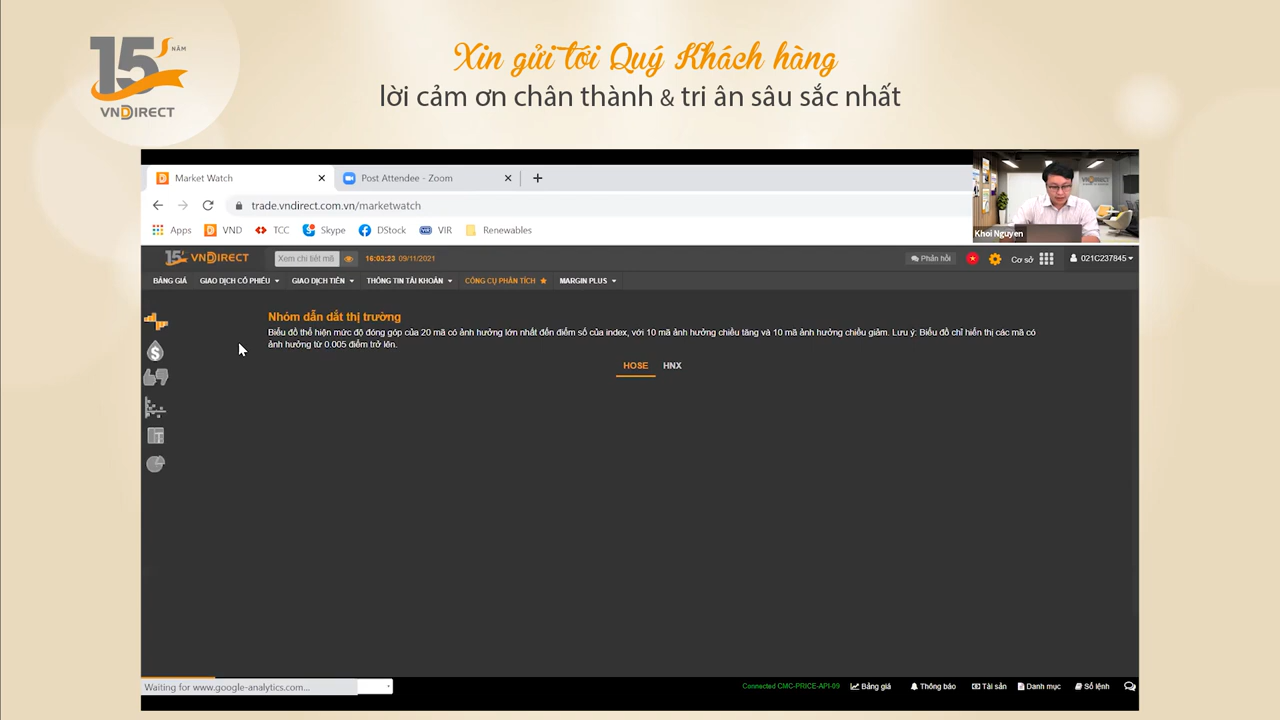 15 NĂM
VNDIRECT
Xin gửi tới Quý Khách hàng
lời cảm ơn chân thành & tri ân sâu sắc nhất
Market Watch
Post Attendee - Zoom
trade.vndirect.com.vn/marketwatch
Apps VND TCC Skype DStock VIR Renewables
Khoi Nguyen
15 VNDIRECT Xem chi tiết mã 16:03:23 09/11/2021 Phản hồi Cơ sở 021C237845
BẢNG GIÁ GIAO DỊCH CỔ PHIẾU GIAO DỊCH TIỀN THÔNG TIN TÀI KHOẢN CÔNG CỤ PHÂN TÍCH MARGIN PLUS
Nhóm dẫn dắt thị trường
Biểu đồ thể hiện mức độ đóng góp của 20 mã có ảnh hưởng lớn nhất đến điểm số của index, với 10 mã ảnh hưởng chiều tăng và 10 mã ảnh hưởng chiều giảm. Lưu ý: Biểu đồ chỉ hiển thị các mã có
ảnh hưởng từ 0.005 điểm trở lên.
HOSE HNX
Waiting for www.google-analytics.com...
Connected CMC-PRICE-API-09 Bảng giá Thông báo Tài sản Danh mục Sổ lệnh